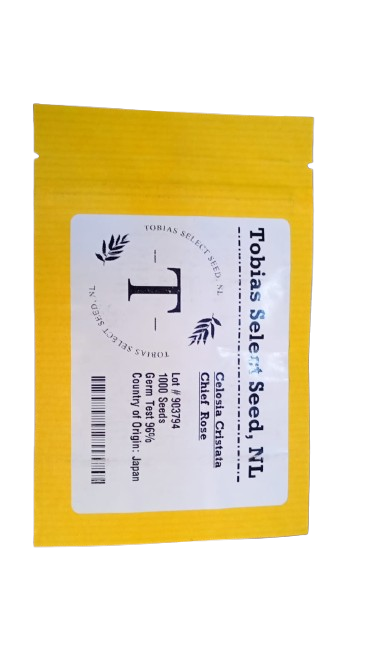 Tobias Select Seed, NL
Celosia Cristata
Chief Rose
TOBIAS SELECT SEED, NL
T
TOBIAS SELECT SEED, NL
Lot # 903794
1000 Seeds
Germ Test 96%
Country of Origin: Japan